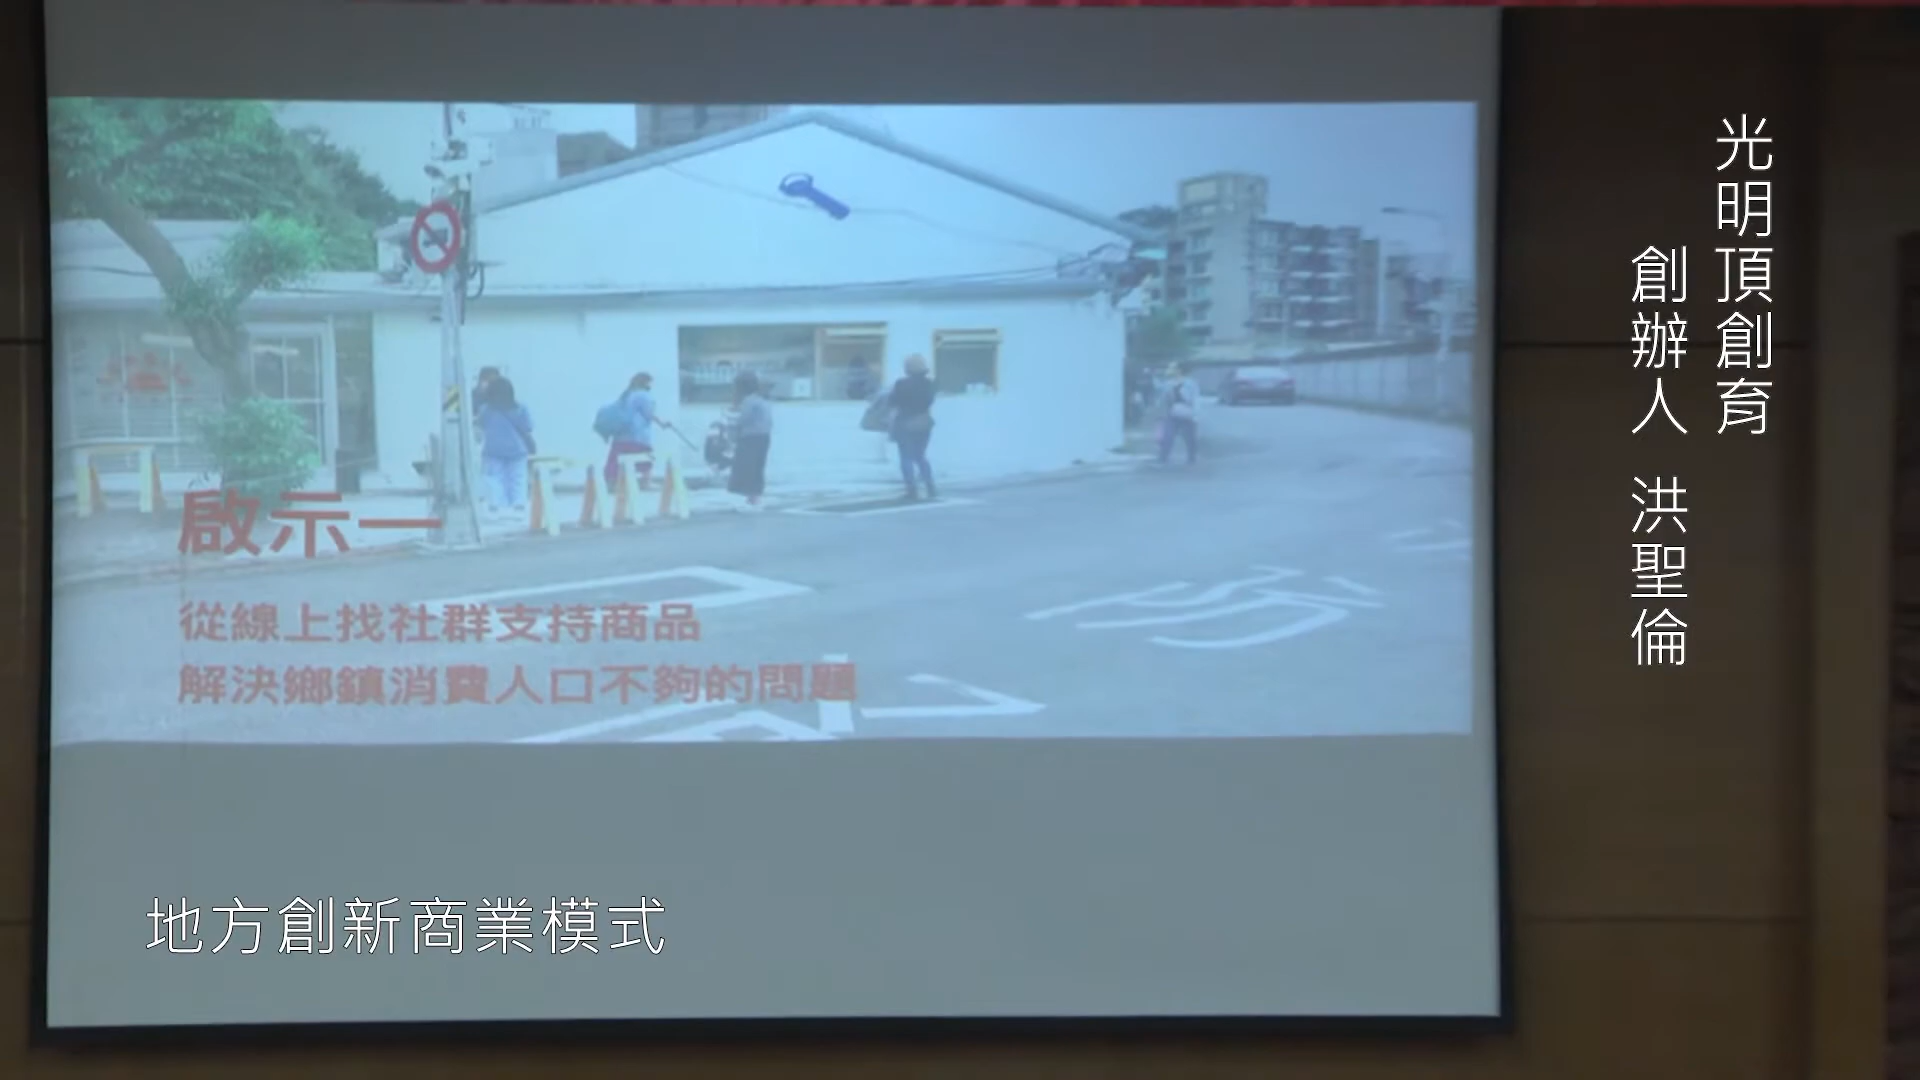 光明頂創育
創辦人 洪聖倫
啟示一
從線上找社群支持商品
解決鄉鎮消費人口不夠的問題
地方創新商業模式